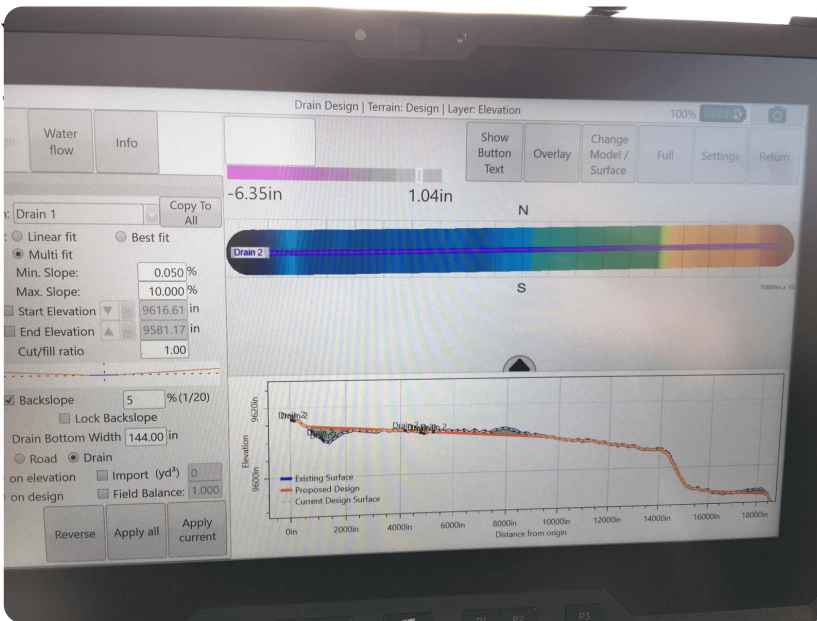 Drain Design | Terrain: Design | Layer: Elevation
100%
Water
flow
Info
Show
Button
Text
Overlay
Change
Model /
Surface
Full
Settings
Return
-6.35in
1.04in
Drain 1
Copy To
All
Linear fit
Best fit
Multi fit
Min. Slope:
0.050 %
Max. Slope:
10.000 %
Start Elevation
9616.61 in
End Elevation
9581.17 in
Cut/fill ratio
1.00
Backslope
5
% (1/20)
Lock Backslope
Drain Bottom Width
144.00 in
Road
Drain
on elevation
Import (yd³)
0
on design
Field Balance:
1.000
Reverse
Apply all
Apply
current
N
Drain 2
S
Elevation
9620in
9600in
Drain 2
Existing Surface
Proposed Design
Current Design Surface
0in
2000in
4000in
6000in
8000in
10000in
12000in
14000in
16000in
18000in
Distance from origin
P1
P2
P3